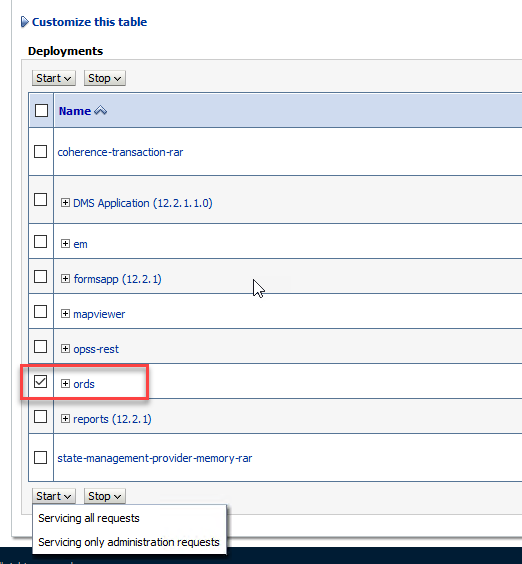 Customize this table
Deployments
Start Stop
Name
coherence-transaction-rar
DMS Application (12.2.1.1.0)
em
formsapp (12.2.1)
mapviewer
opss-rest
ords
reports (12.2.1)
state-management-provider-memory-rar
Start Stop
Servicing all requests
Servicing only administration requests